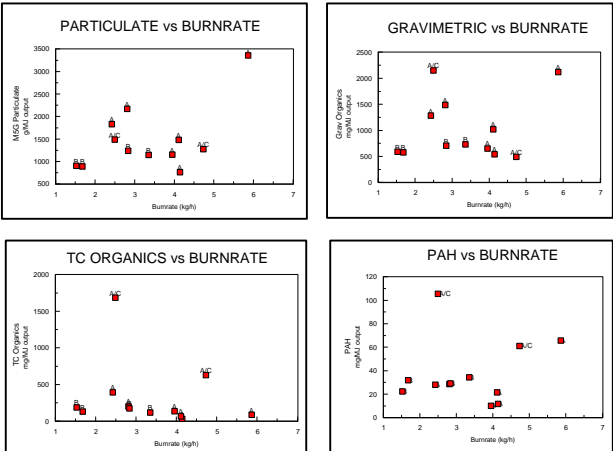 PARTICULATE vs BURNRATE
M5G Particulate
g/MJ output
3500
3000
2500
2000
1500
1000
500
A
A
A
A/C
A
A/C
B
B
A
B B
A
1 2 3 4 5 6 7
Burnrate (kg/h)
GRAVIMETRIC vs BURNRATE
Grav Organics
mg/MJ output
2500
2000
1500
1000
500
0
A/C
A
A
A
A
B
B
A
B B
A
A/C
1 2 3 4 5 6 7
Burnrate (kg/h)
TC ORGANICS vs BURNRATE
TC Organics
mg/MJ output
2000
1500
1000
500
0
A/C
A/C
A
B
B
A
B
A
A
A
1 2 3 4 5 6 7
Burnrate (kg/h)
PAH vs BURNRATE
PAH
mg/MJ output
120
100
80
60
40
20
0
A/C
A/C
1 2 3 4 5 6 7
Burnrate (kg/h)